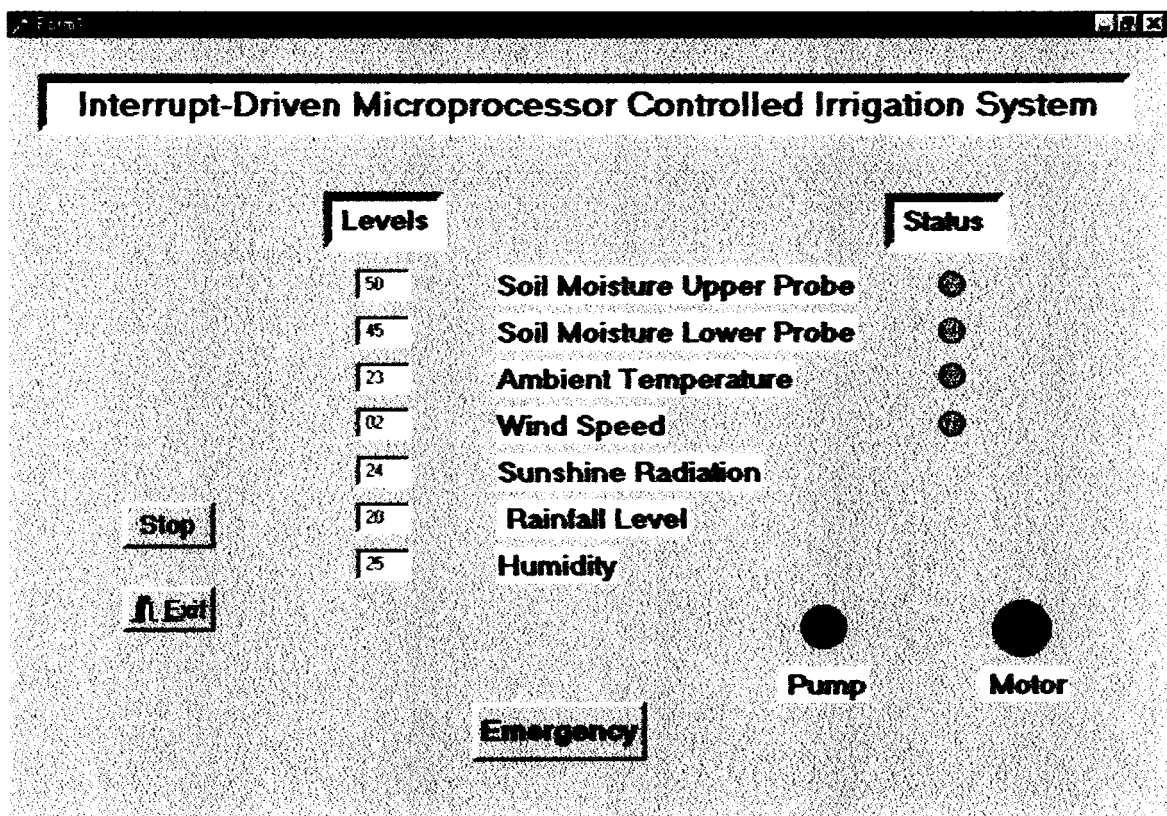 Form1
Interrupt-Driven Microprocessor Controlled Irrigation System
Levels
Status
50 Soil Moisture Upper Probe
45 Soil Moisture Lower Probe
23 Ambient Temperature
02 Wind Speed
24 Sunshine Radiation
20 Rainfall Level
25 Humidity
Stop
Exit
Pump
Motor
Emergency